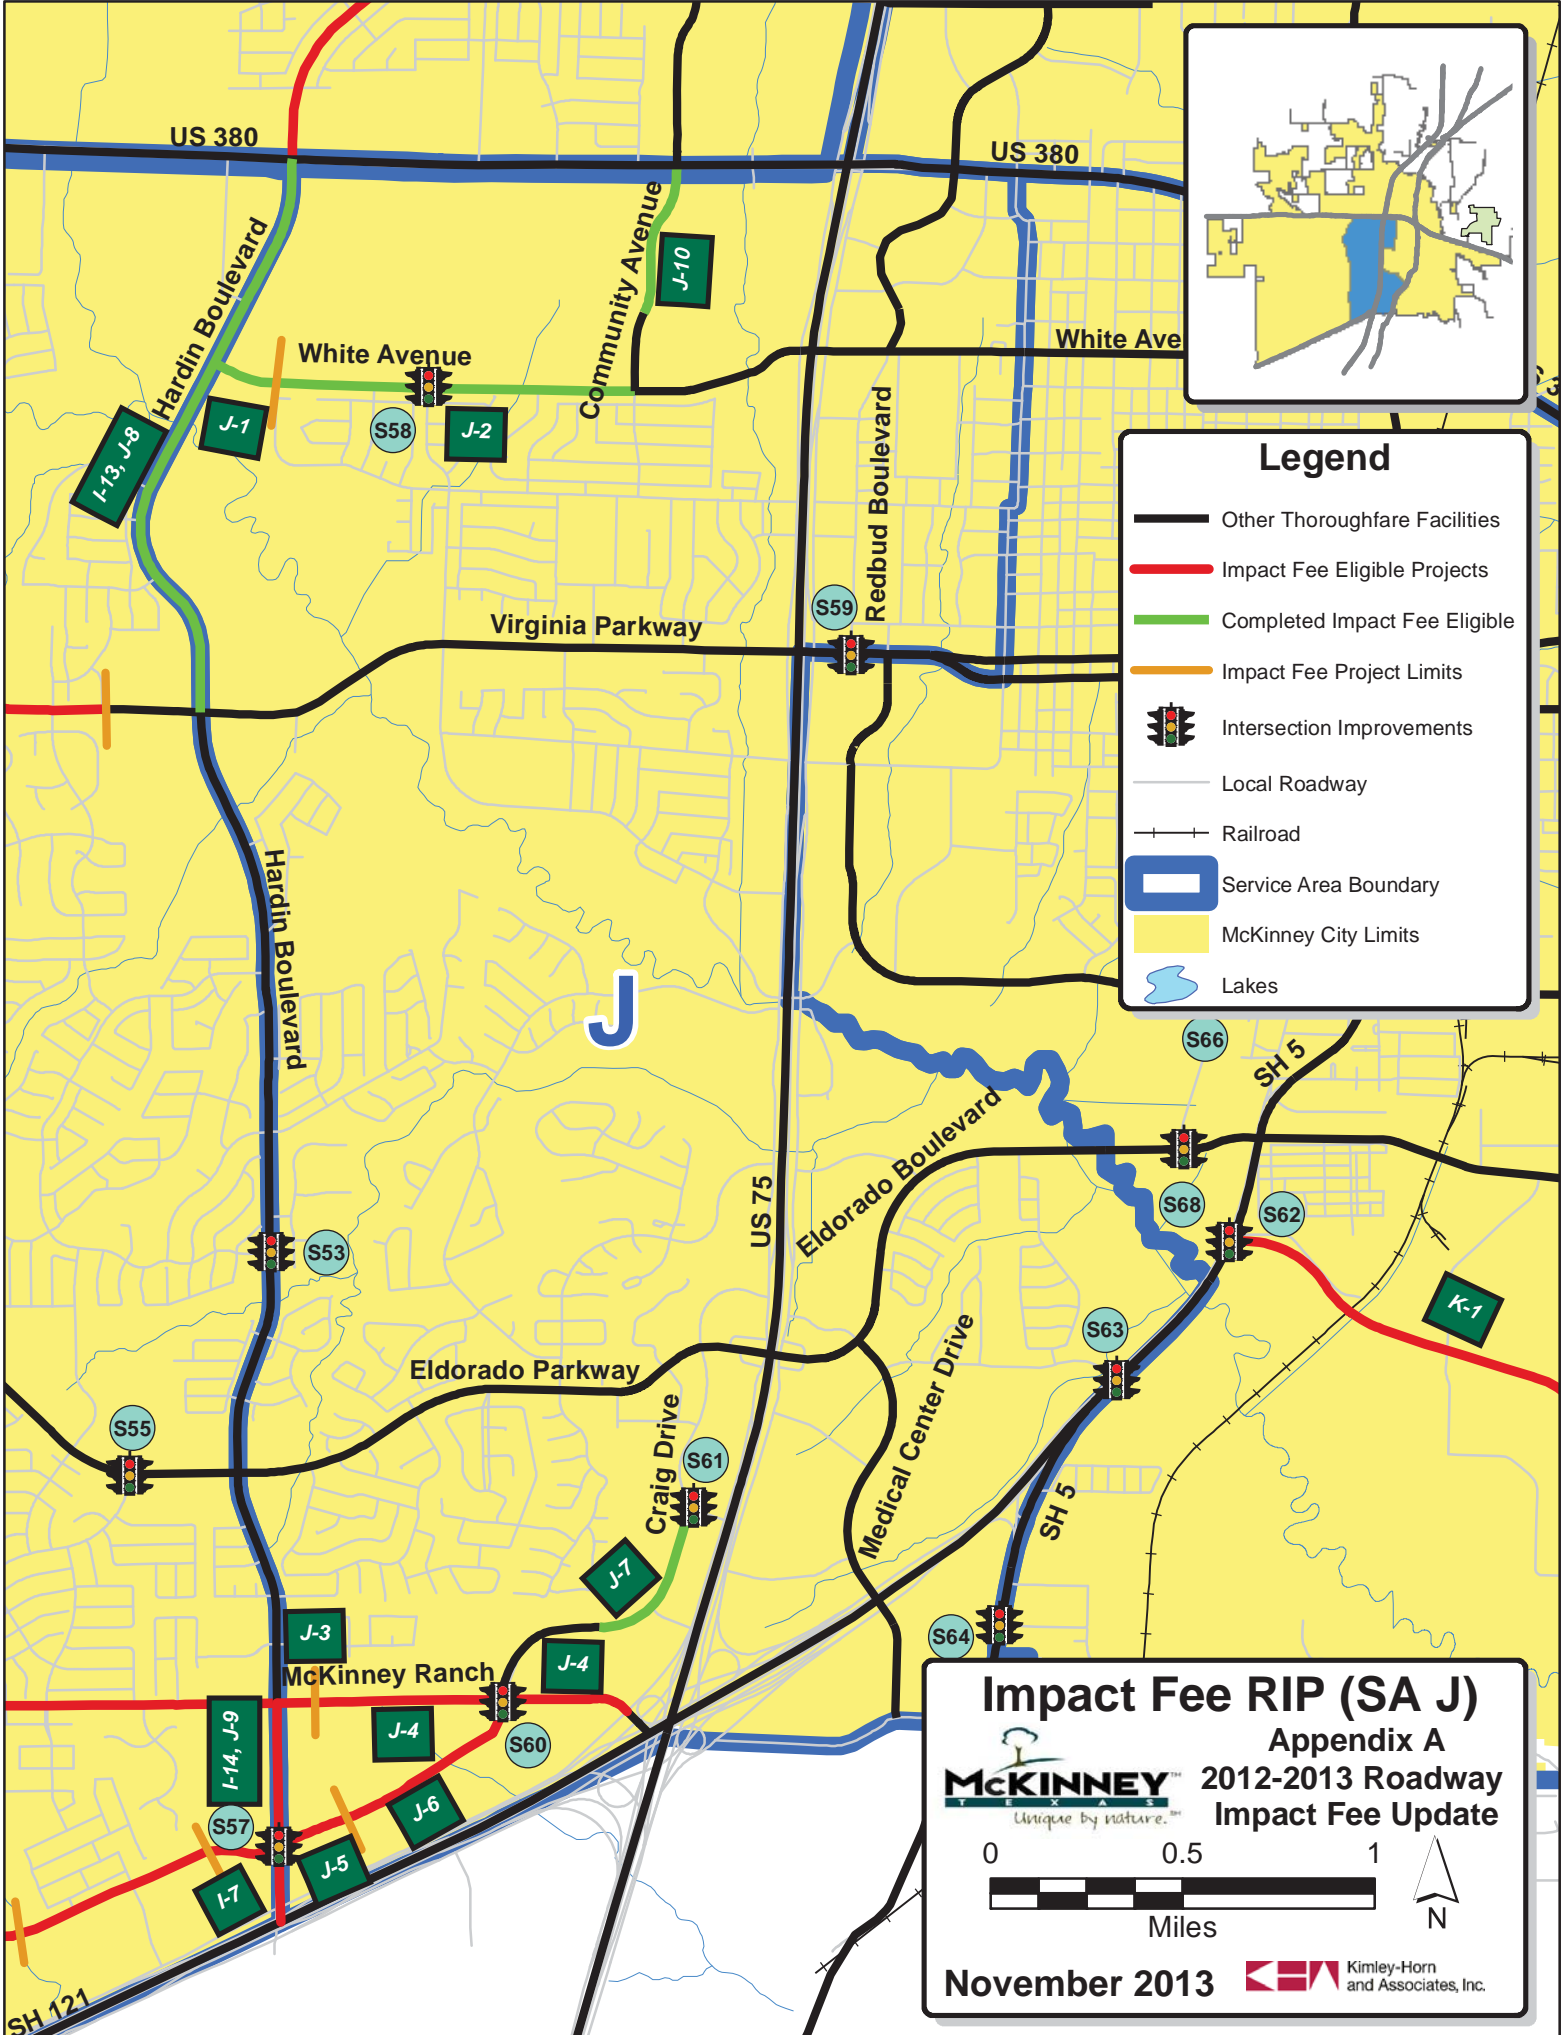 US 380
US 380
Hardin Boulevard
Community Avenue
J-10
White Avenue
White Ave
I-13, J-8
J-1
S58
J-2
Redbud Boulevard
Legend
Other Thoroughfare Facilities
Impact Fee Eligible Projects
Completed Impact Fee Eligible
Impact Fee Project Limits
Intersection Improvements
Local Roadway
Railroad
Service Area Boundary
McKinney City Limits
Lakes
S59
Virginia Parkway
Hardin Boulevard
J
S66
SH 5
Eldorado Boulevard
US 75
S68
S62
S53
K-1
S63
Medical Center Drive
Eldorado Parkway
Craig Drive
S55
S61
SH 5
J-7
J-3
S64
J-4
McKinney Ranch
I-14, J-9
J-4
S60
J-6
S57
J-5
I-7
SH 121
Impact Fee RIP (SA J)
Appendix A
2012-2013 Roadway
Impact Fee Update
McKINNEY™
TEXAS
Unique by nature.℠
0 0.5 1
Miles
N
November 2013
Kimley-Horn
and Associates, Inc.